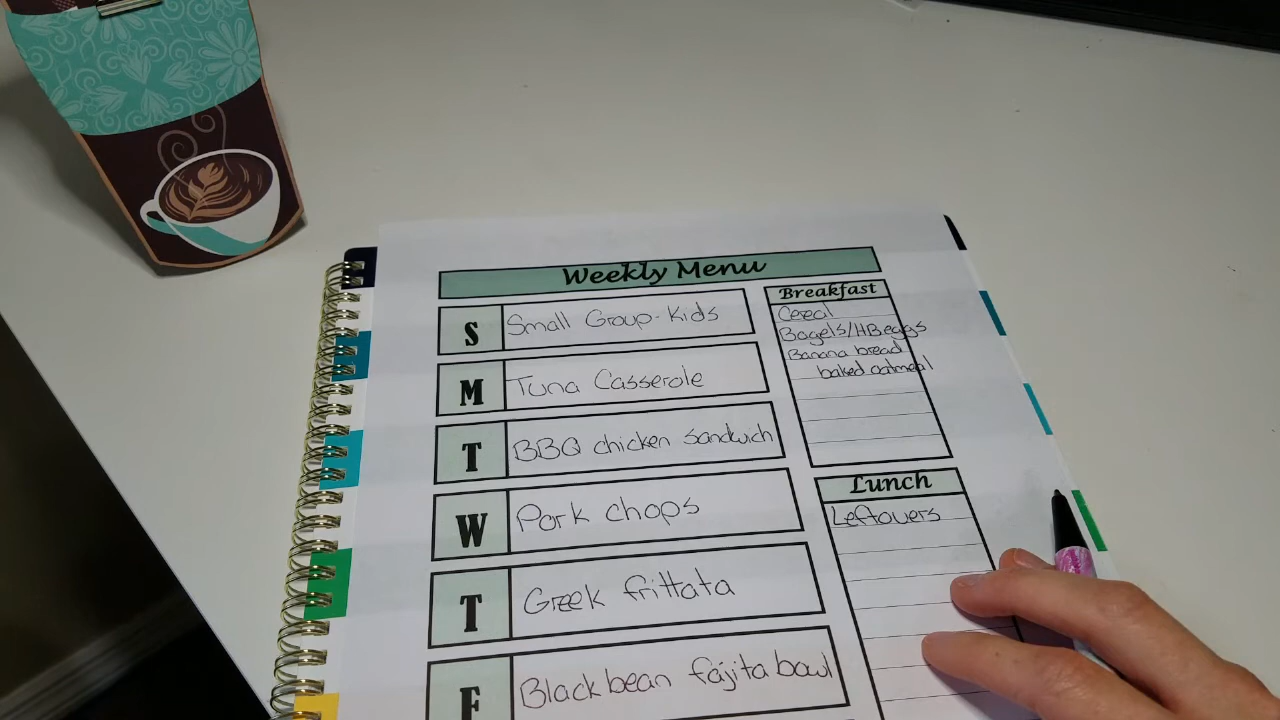 Weekly Menu
S Small Group-Kids
M Tuna Casserole
T BBQ chicken sandwich
W Pork chops
T Greek frittata
F Black bean fajita bowl
Breakfast
Cereal
Bagels/HBeggs
Banana bread
baked oatmeal
Lunch
Leftovers